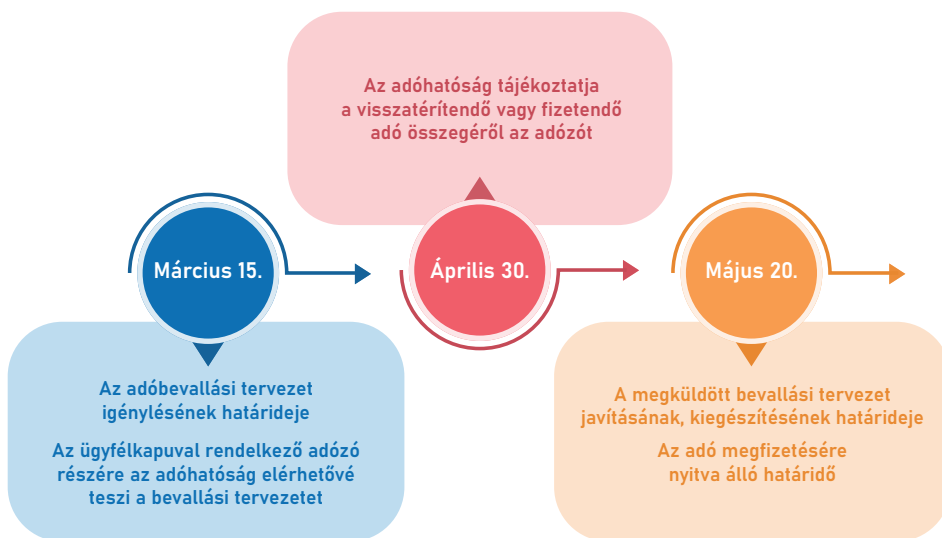 Az adóhatóság tájékoztatja
a visszatérítendő vagy fizetendő
adó összegéről az adózót
Március 15.
Április 30.
Május 20.
Az adóbevallási tervezet
igénylésének határideje
Az ügyfélkapuval rendelkező adózó
részére az adóhatóság elérhetővé
teszi a bevallási tervezetet
A megküldött bevallási tervezet
javításának, kiegészítésének határideje
Az adó megfizetésére
nyitva álló határidő